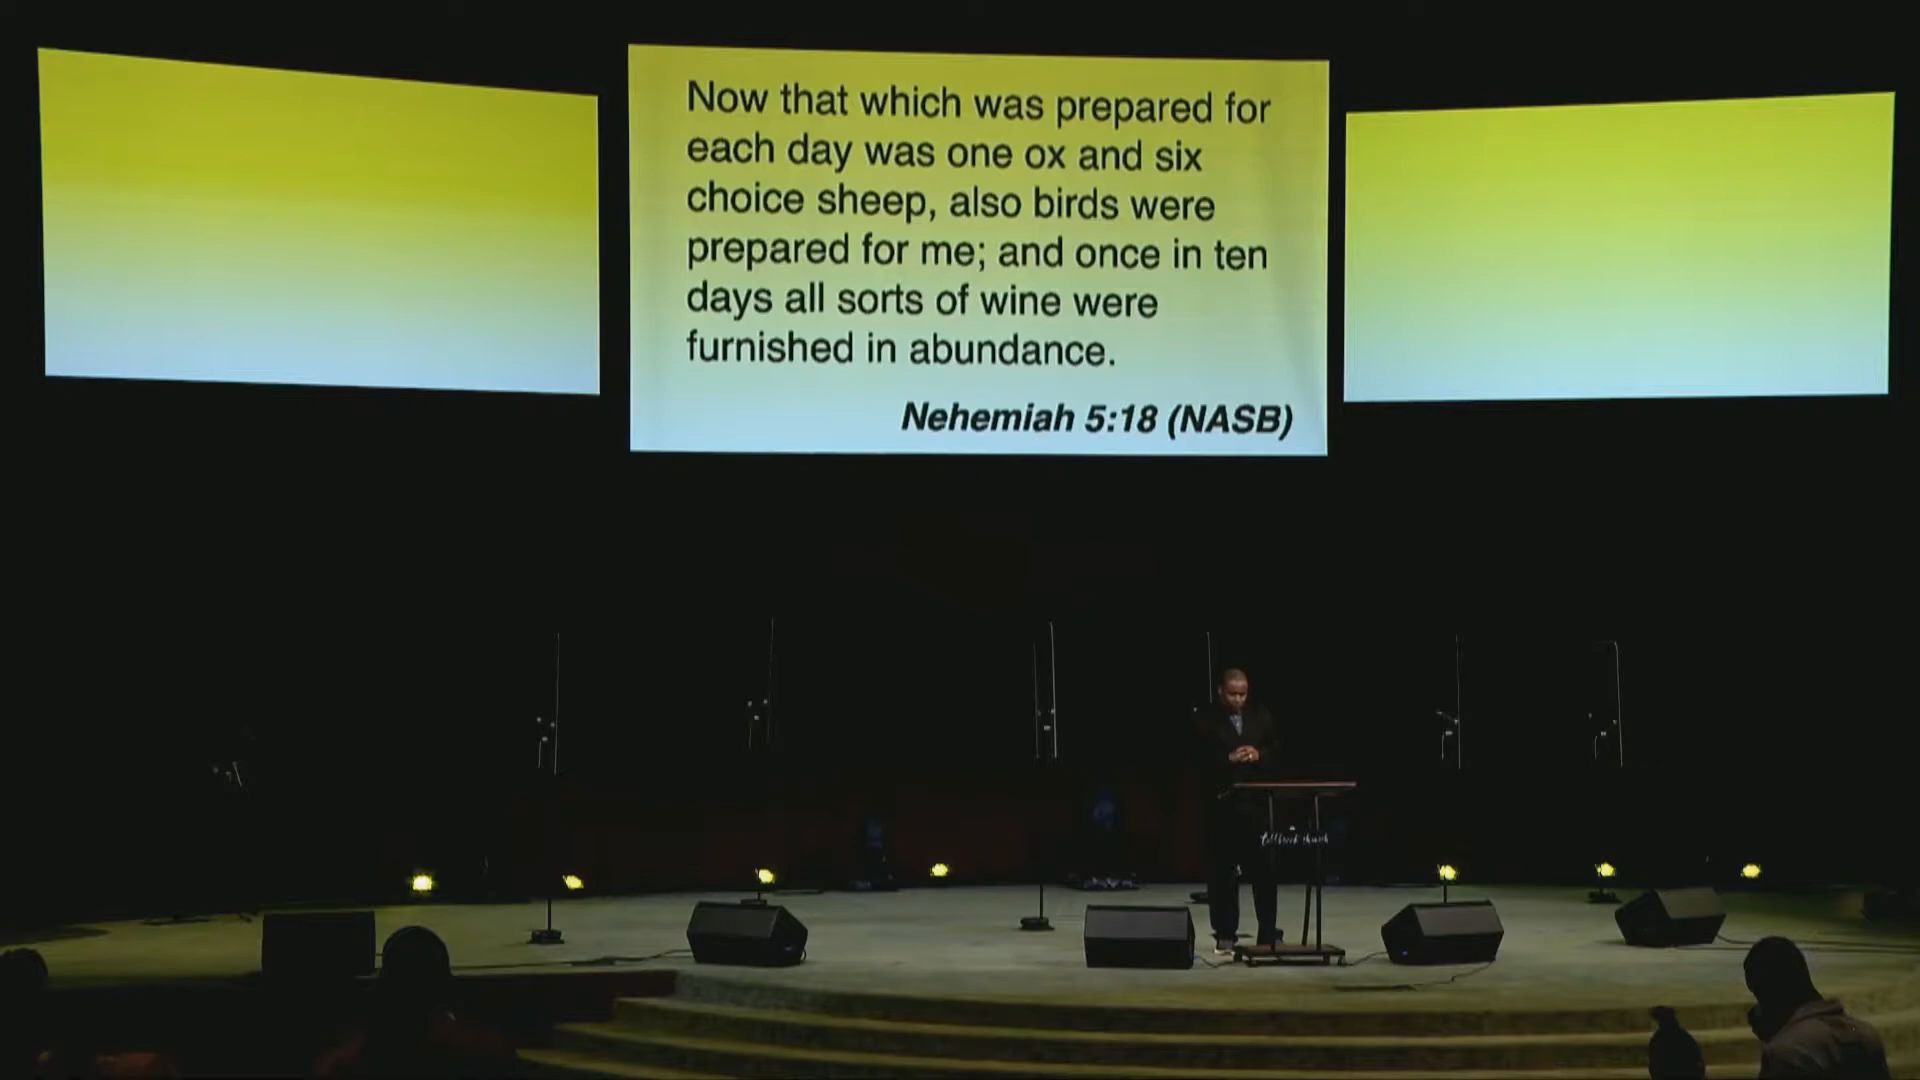 Now that which was prepared for
each day was one ox and six
choice sheep, also birds were
prepared for me; and once in ten
days all sorts of wine were
furnished in abundance.
Nehemiah 5:18 (NASB)